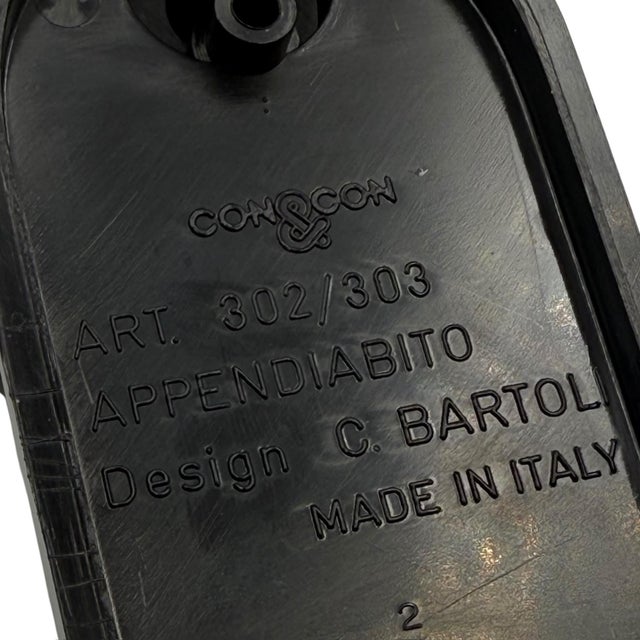 CON&CON
ART. 302/303
APPENDIABITO
Design C. BARTOLI
MADE IN ITALY
2